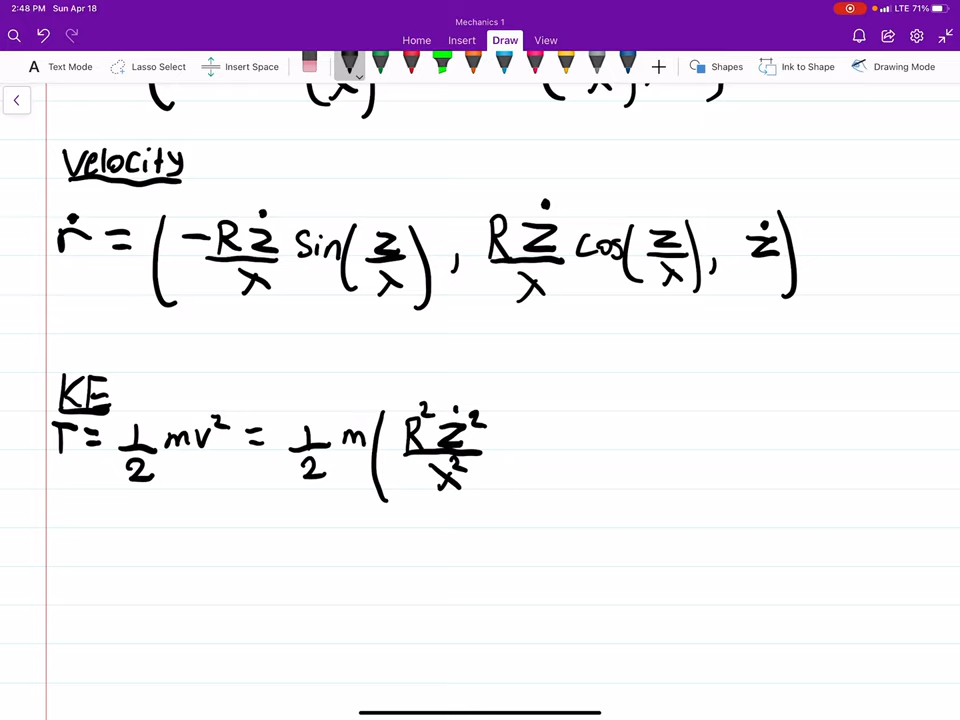 2:48 PM Sun Apr 18
LTE 71%
Mechanics 1
Home Insert Draw View
A Text Mode Lasso Select Insert Space Shapes Ink to Shape Drawing Mode
Velocity
ṙ = (-Rż/λ sin(z/λ), Rż/λ cos(z/λ), ż)
KE
T = 1/2 mv² = 1/2 m(R²ż²/λ²